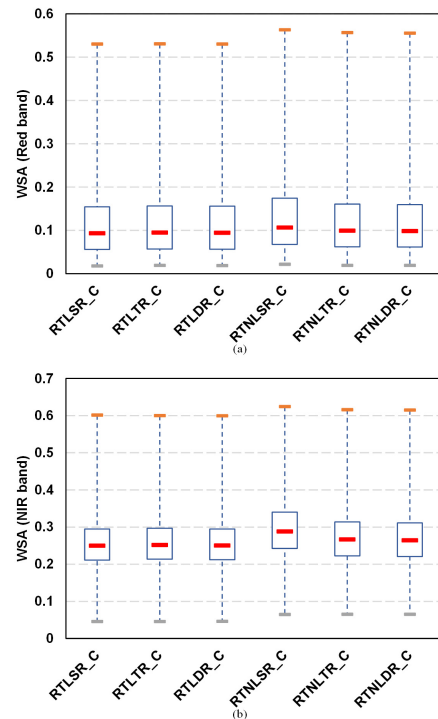 0.6
0.5
0.4
0.3
0.2
0.1
0
WSA (Red band)
RTLSR_C
RTLTR_C
RTLDR_C
RTNLSR_C
RTNLTR_C
RTNLDR_C
(a)
0.7
0.6
0.5
0.4
0.3
0.2
0.1
0
WSA (NIR band)
RTLSR_C
RTLTR_C
RTLDR_C
RTNLSR_C
RTNLTR_C
RTNLDR_C
(b)